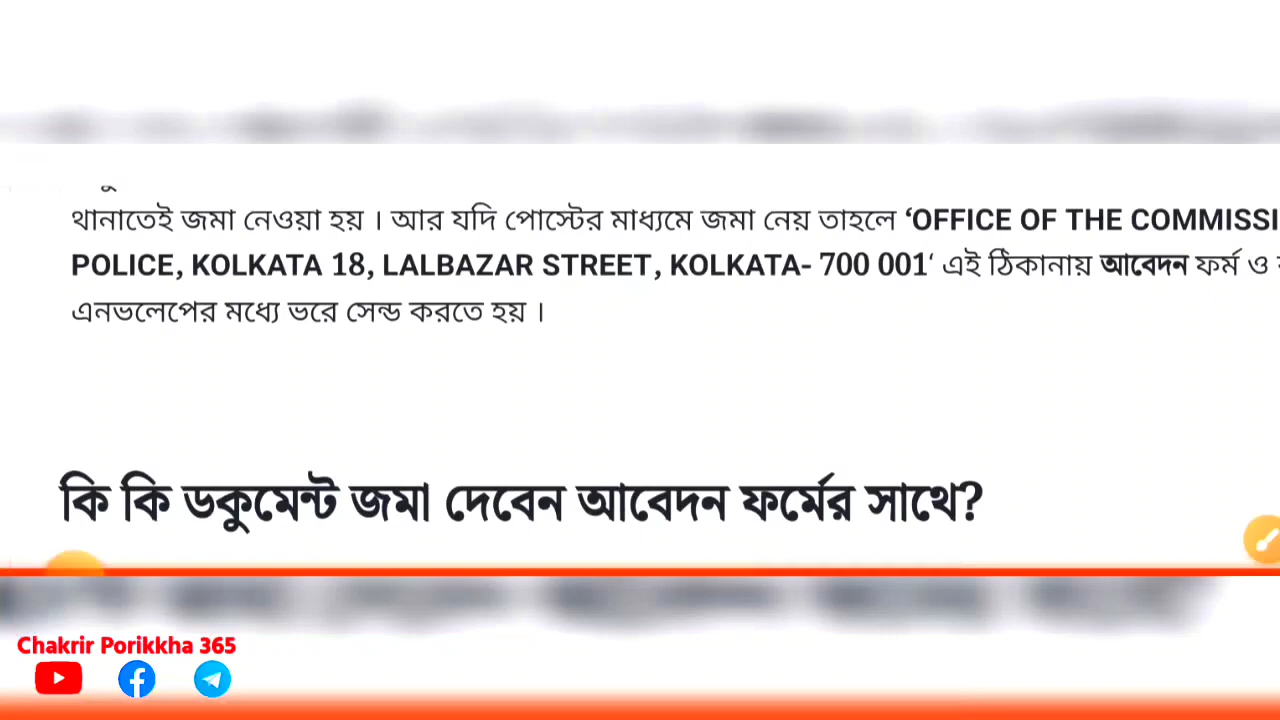 থানাতেই জমা নেওয়া হয় । আর যদি পোস্টের মাধ্যমে জমা নেয় তাহলে ‘OFFICE OF THE COMMISSI
POLICE, KOLKATA 18, LALBAZAR STREET, KOLKATA- 700 001‘ এই ঠিকানায় আবেদন ফর্ম ও
এনভলেপের মধ্যে ভরে সেন্ড করতে হয় ।
কি কি ডকুমেন্ট জমা দেবেন আবেদন ফর্মের সাথে?
Chakrir Porikkha 365